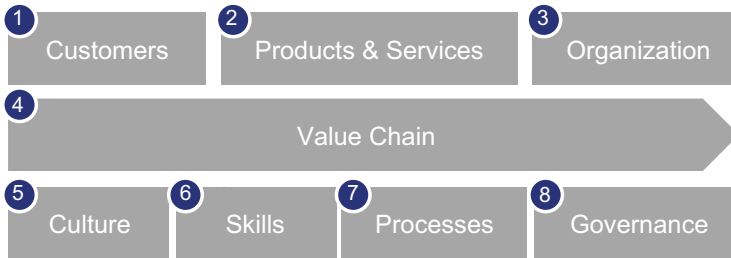 1 Customers
2 Products & Services
3 Organization
4 Value Chain
5 Culture
6 Skills
7 Processes
8 Governance